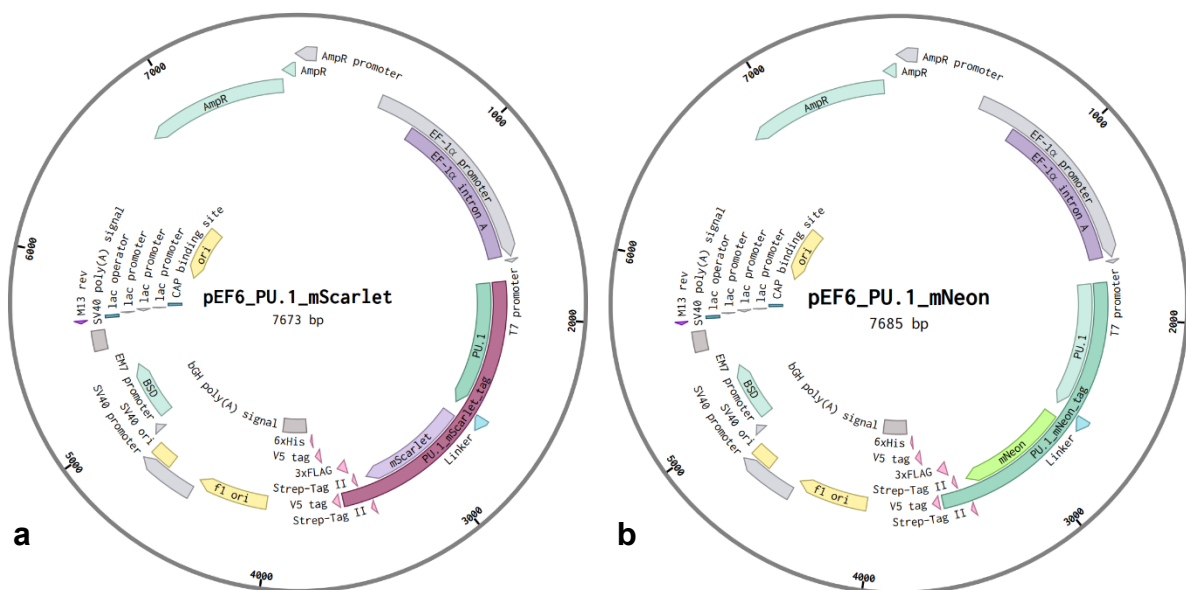 7000
AmpR promoter
AmpR
AmpR
1000
EF-1α promoter
EF-1α intron A
6000
M13 rev
SV40 poly(A) signal
lac operator
lac promoter
lac promoter
lac promoter
CAP binding site
ori
pEF6_PU.1_mScarlet
7673 bp
T7 promoter
2000
PU.1
PU.1_mScarlet_tag
bGH poly(A) signal
EM7 promoter
BSD
SV40 ori
SV40 promoter
mScarlet
Linker
6xHis
V5 tag
3xFLAG
Strep-Tag II
V5 tag
Strep-Tag II
5000
f1 ori
3000
4000
a
7000
AmpR promoter
AmpR
AmpR
1000
EF-1α promoter
EF-1α intron A
6000
M13 rev
SV40 poly(A) signal
lac operator
lac promoter
lac promoter
lac promoter
CAP binding site
ori
pEF6_PU.1_mNeon
7685 bp
T7 promoter
2000
PU.1
PU.1_mNeon_tag
bGH poly(A) signal
EM7 promoter
BSD
SV40 ori
SV40 promoter
mNeon
Linker
6xHis
V5 tag
3xFLAG
Strep-Tag II
V5 tag
Strep-Tag II
5000
f1 ori
3000
4000
b